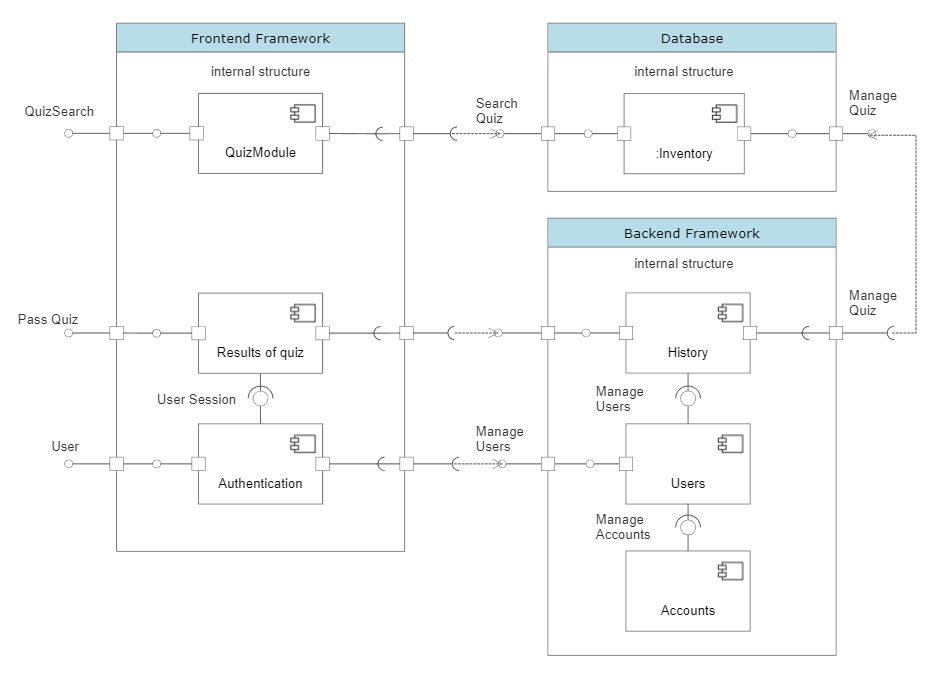 Frontend Framework
internal structure
QuizSearch
QuizModule
Search
Quiz
Database
internal structure
:Inventory
Manage
Quiz
Backend Framework
internal structure
Pass Quiz
Results of quiz
History
Manage
Quiz
User Session
Manage
Users
User
Authentication
Manage
Users
Users
Manage
Accounts
Accounts